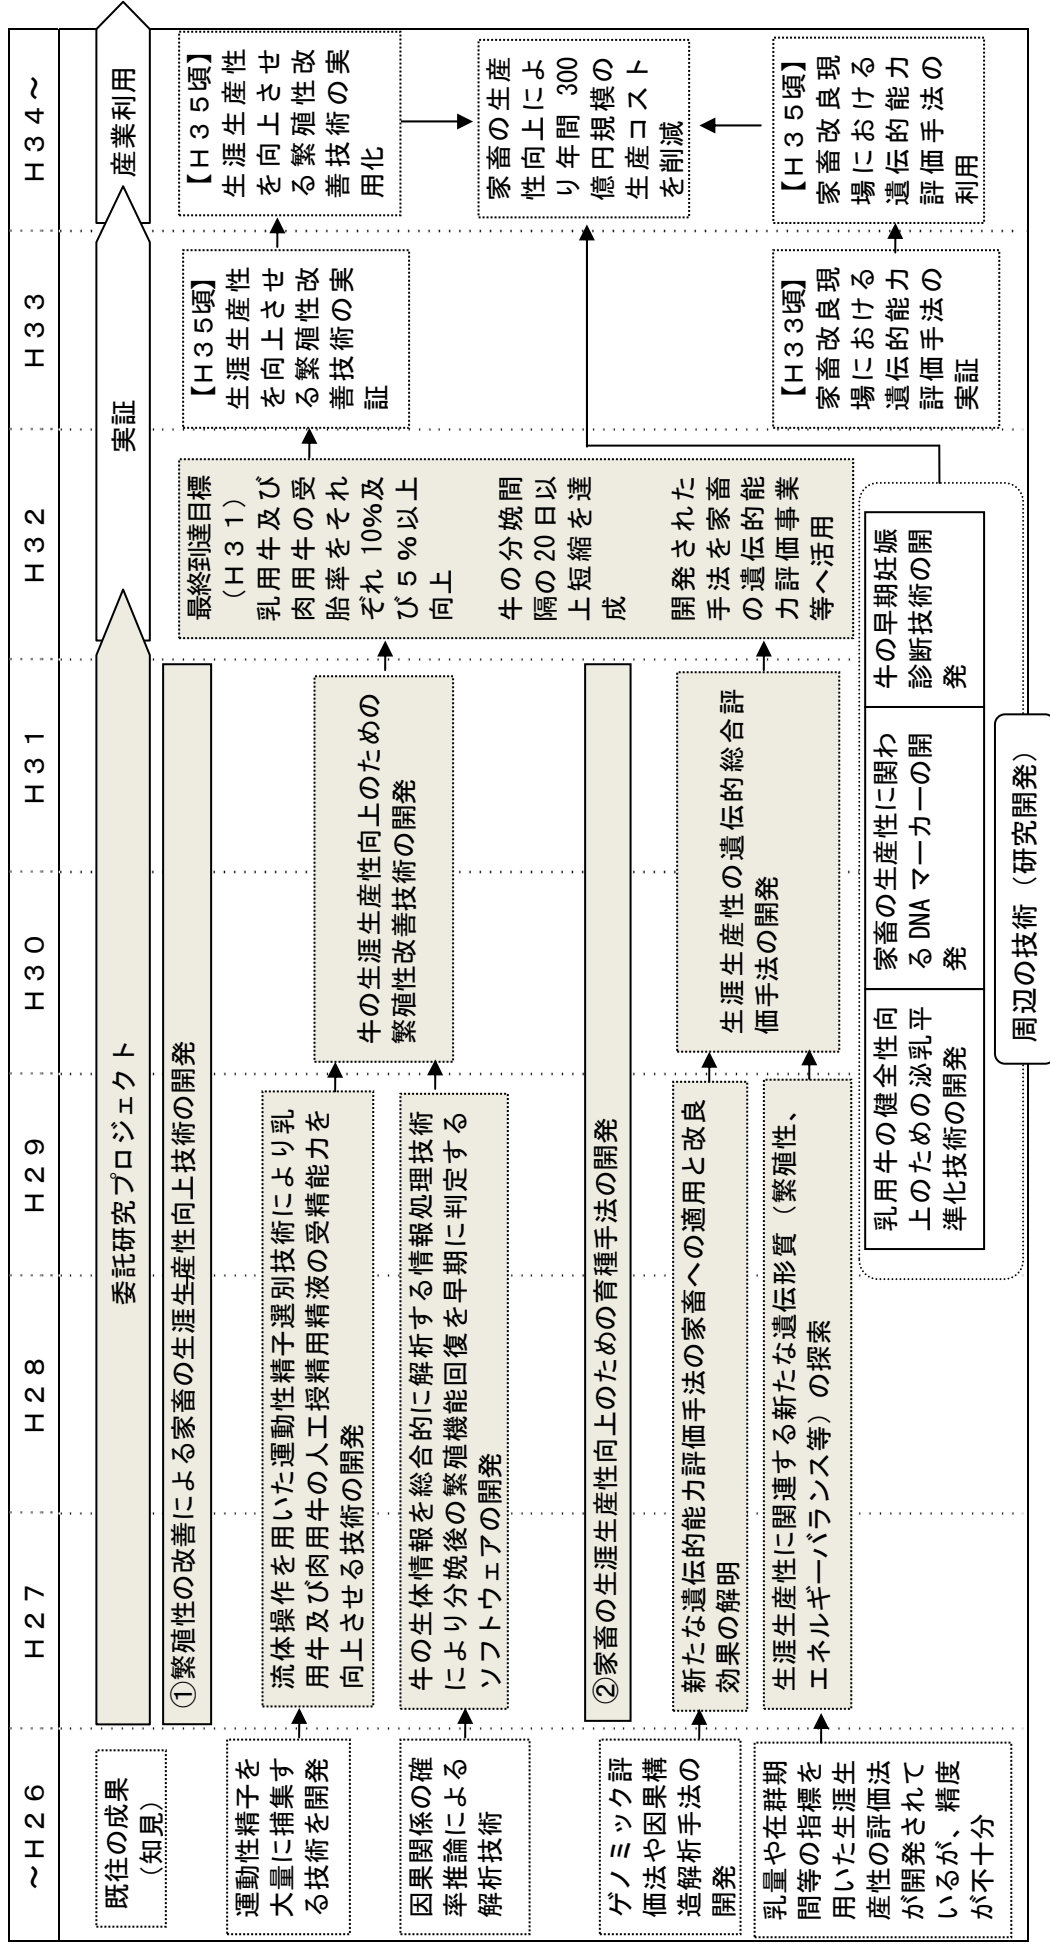 ～Ｈ２６
Ｈ２７
Ｈ２８
Ｈ２９
Ｈ３０
Ｈ３１
Ｈ３２
Ｈ３３
Ｈ３４～
既往の成果
（知見）
委託研究プロジェクト
実証
産業利用
①繁殖性の改善による家畜の生涯生産性向上技術の開発
運動性精子を
大量に捕集す
る技術を開発
流体操作を用いた運動性精子選別技術により乳
用牛及び肉用牛の人工授精用精液の受精能力を
向上させる技術の開発
因果関係の確
率推論による
解析技術
牛の生体情報を総合的に解析する情報処理技術
により分娩後の繁殖機能回復を早期に判定する
ソフトウェアの開発
牛の生涯生産性向上のための
繁殖性改善技術の開発
②家畜の生涯生産性向上のための育種手法の開発
ゲノミック評
価法や因果構
造解析手法の
開発
新たな遺伝的能力評価手法の家畜への適用と改良
効果の解明
乳量や在群期
間等の指標を
用いた生涯生
産性の評価法
が開発されて
いるが、精度
が不十分
生涯生産性に関連する新たな遺伝形質（繁殖性、
エネルギーバランス等）の探索
生涯生産性の遺伝的総合評
価手法の開発
最終到達目標
（Ｈ３１）
乳用牛及び
肉用牛の受
胎率をそれ
ぞれ 10%及
び５％以上
向上
牛の分娩間
隔の20日以
上短縮を達
成
開発された
手法を家畜
の遺伝的能
力評価事業
等へ活用
【Ｈ３５頃】
生涯生産性
を向上させ
る繁殖性改
善技術の実
証
【Ｈ３５頃】
生涯生産性
を向上させ
る繁殖性改
善技術の実
用化
家畜の生産
性向上によ
り年間 300
億円規模の
生産コスト
を削減
【Ｈ３３頃】
家畜改良現
場における
遺伝的能力
評価手法の
実証
【Ｈ３５頃】
家畜改良現
場における
遺伝的能力
評価手法の
利用
乳用牛の健全性向
上のための泌乳平
準化技術の開発
家畜の生産性に関わ
る DNA マーカーの開
発
牛の早期妊娠
診断技術の開
発
周辺の技術（研究開発）